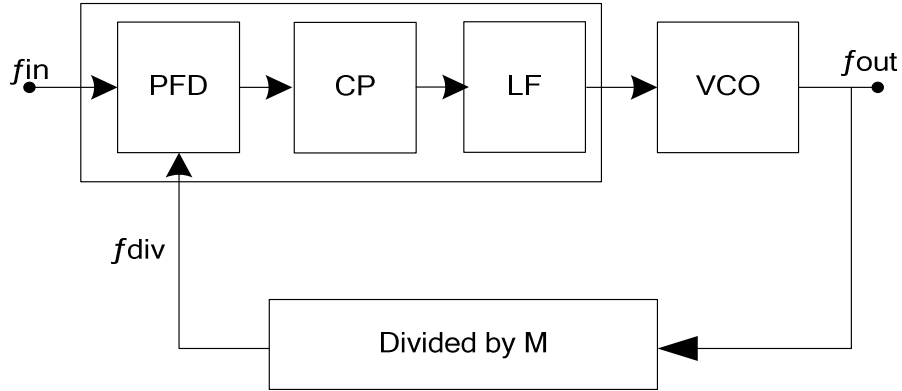 ƒin
PFD
CP
LF
VCO
ƒout
ƒdiv
Divided by M